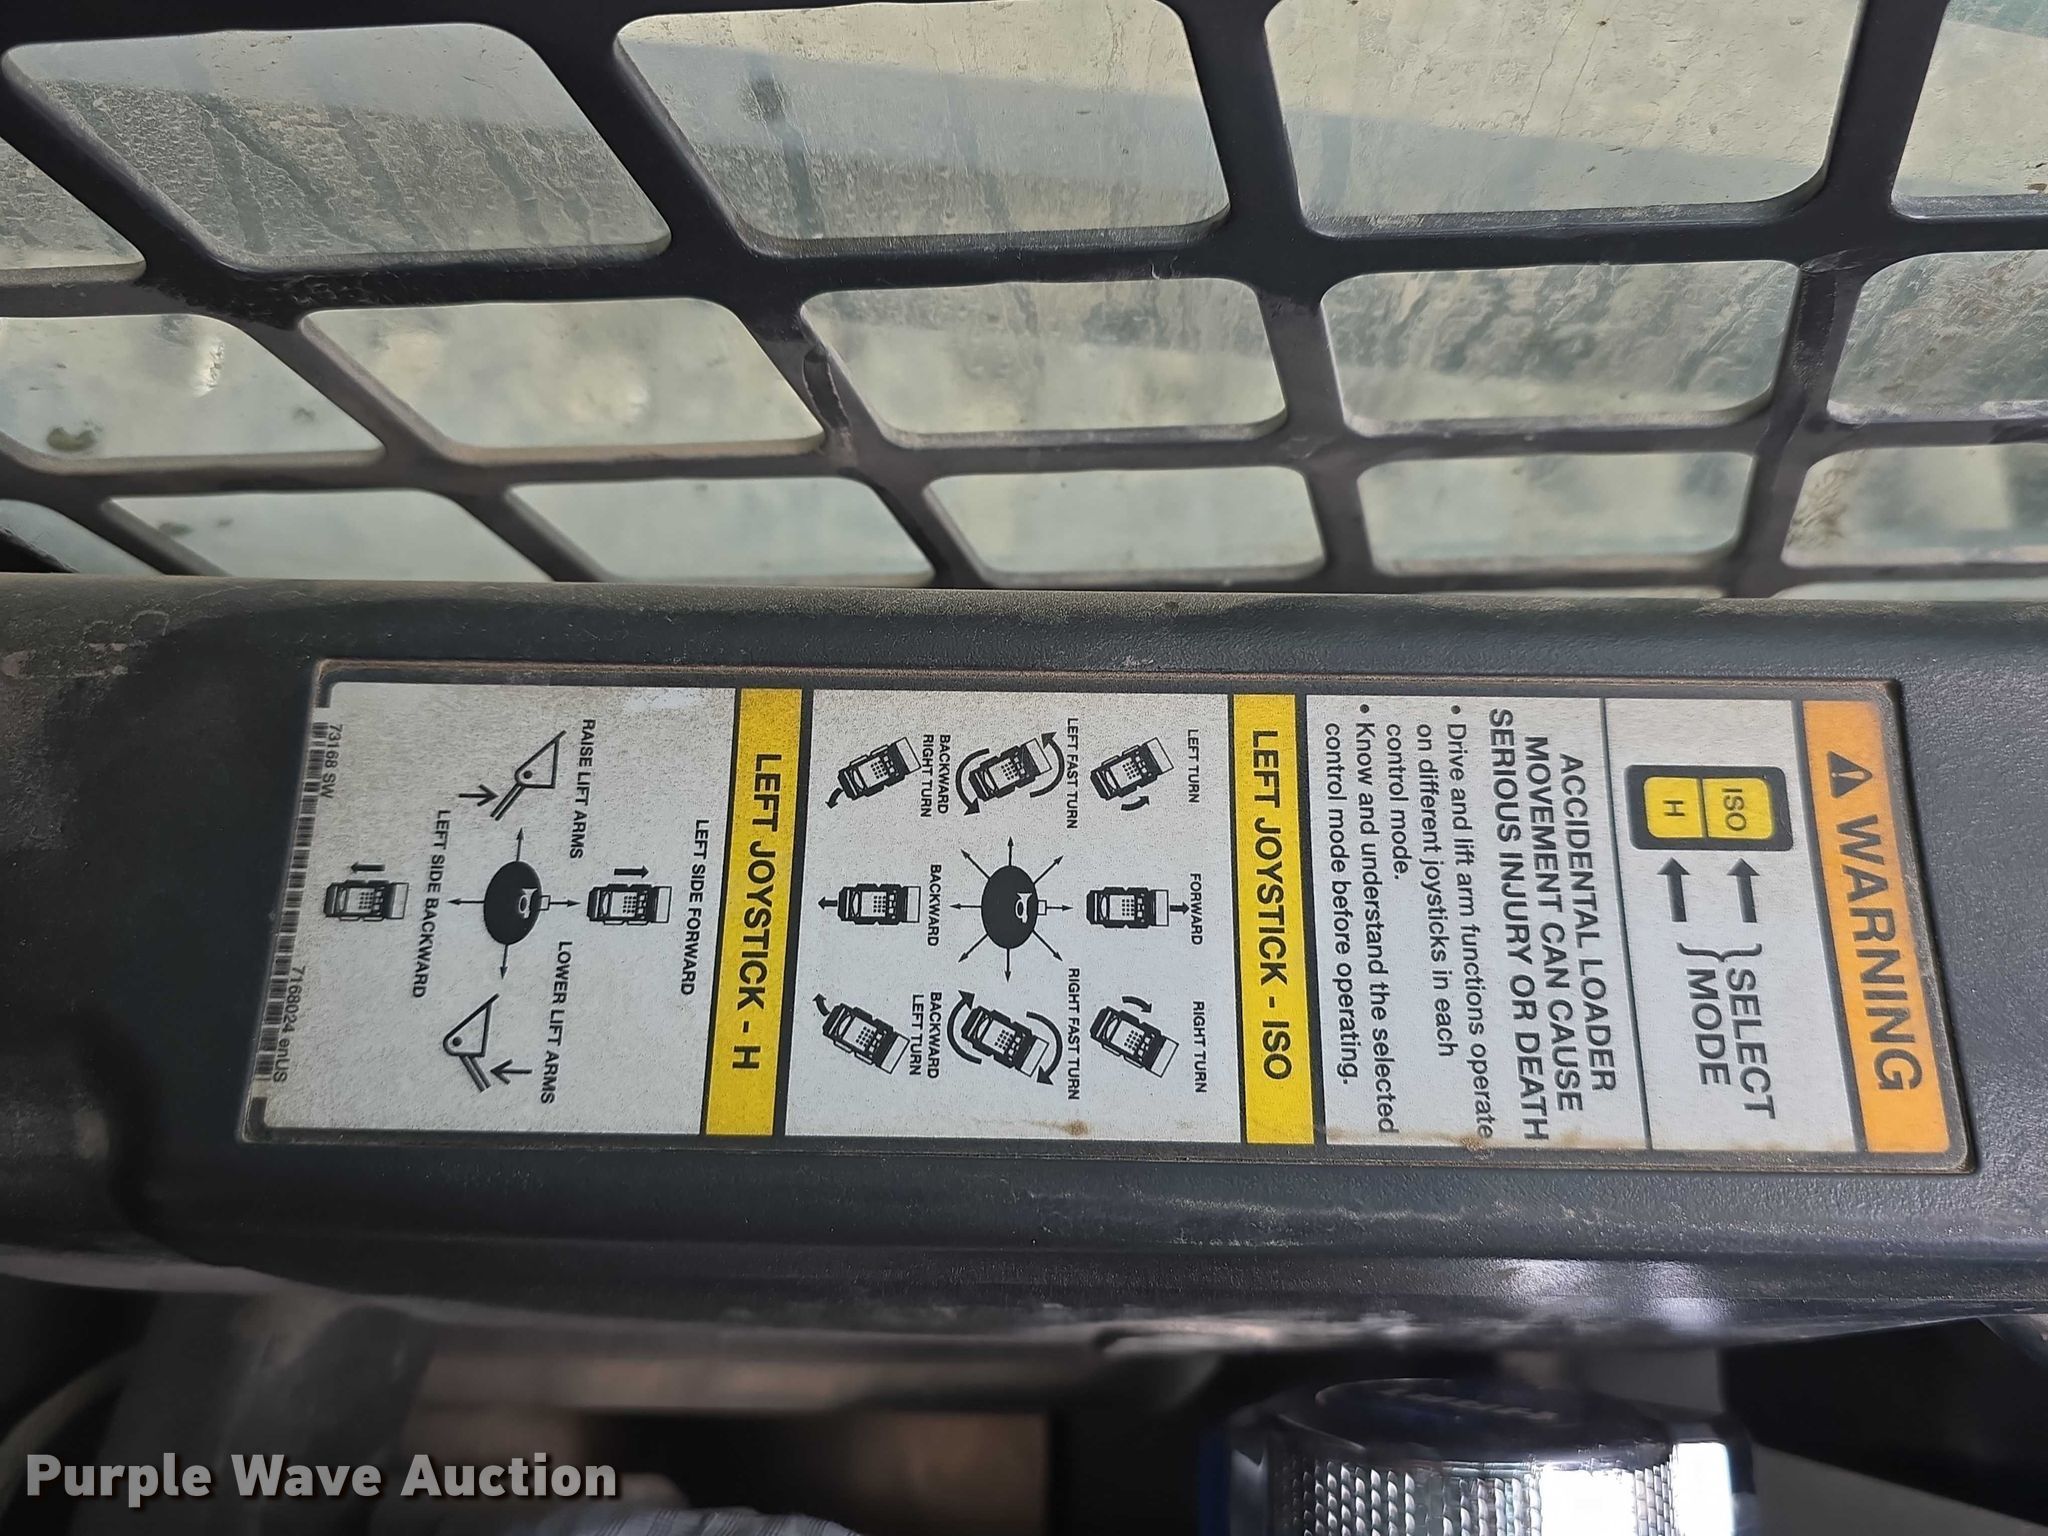 WARNING
ISO
H
SELECT
MODE
ACCIDENTAL LOADER
MOVEMENT CAN CAUSE
SERIOUS INJURY OR DEATH
• Drive and lift arm functions operate
on different joysticks in each
control mode.
• Know and understand the selected
control mode before operating.
LEFT JOYSTICK - ISO
LEFT TURN
FORWARD
RIGHT TURN
LEFT FAST TURN
RIGHT FAST TURN
BACKWARD
RIGHT TURN
BACKWARD
BACKWARD
LEFT TURN
LEFT JOYSTICK - H
LEFT SIDE FORWARD
RAISE LIFT ARMS
LOWER LIFT ARMS
LEFT SIDE BACKWARD
73168 SW
7168024 enUS
Purple Wave Auction